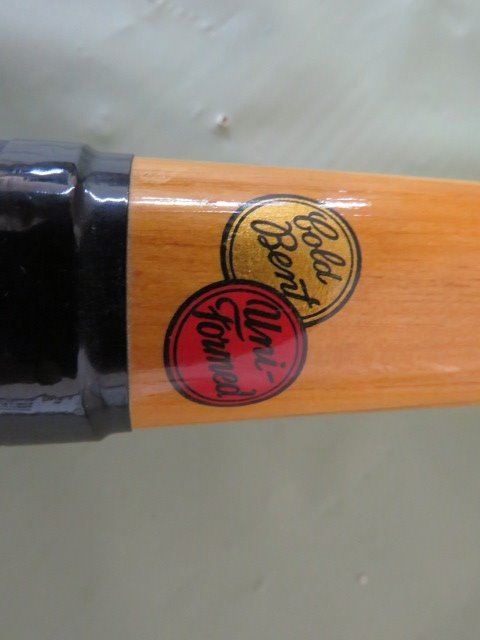 Cold
Bent
Uni-
Formed